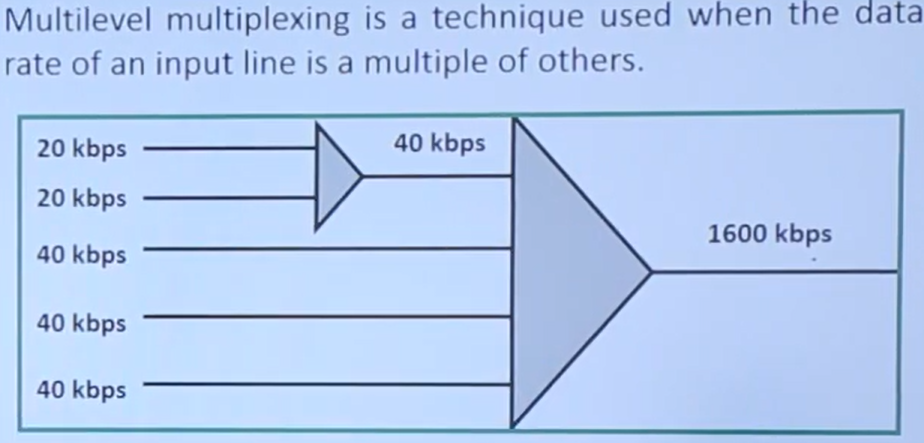 Multilevel multiplexing is a technique used when the data
rate of an input line is a multiple of others.
20 kbps
40 kbps
20 kbps
1600 kbps
40 kbps
40 kbps
40 kbps